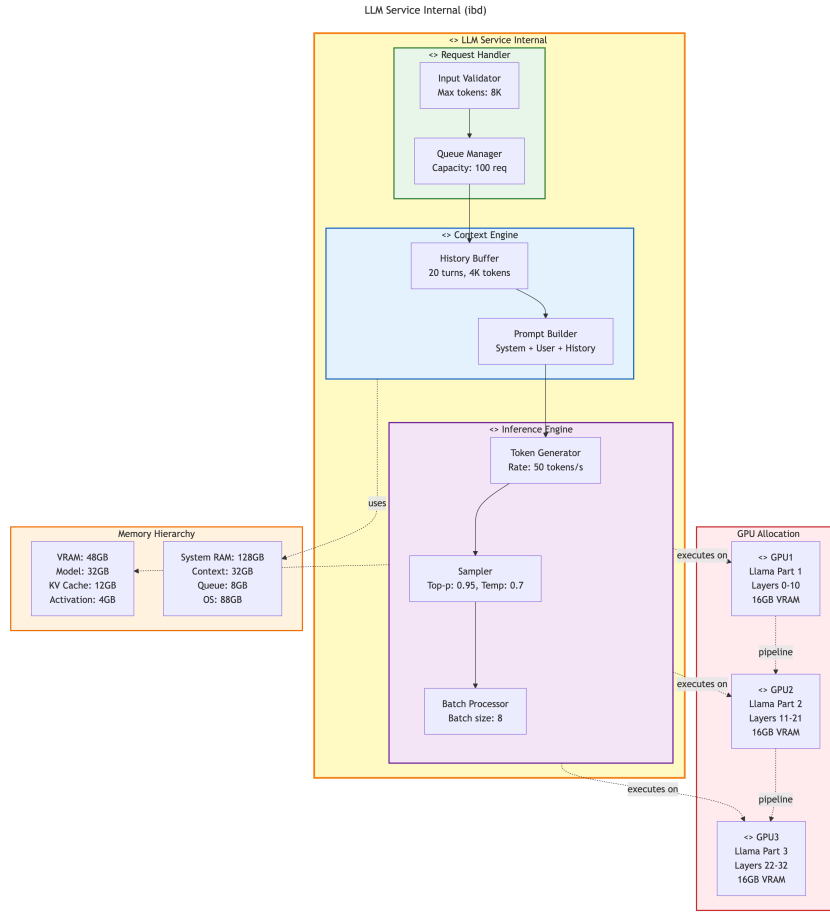 LLM Service Internal (ibd)
<> LLM Service Internal
<> Request Handler
Input Validator
Max tokens: 8K
Queue Manager
Capacity: 100 req
<> Context Engine
History Buffer
20 turns, 4K tokens
Prompt Builder
System + User + History
<> Inference Engine
Token Generator
Rate: 50 tokens/s
Sampler
Top-p: 0.95, Temp: 0.7
Batch Processor
Batch size: 8
uses
Memory Hierarchy
VRAM: 48GB
Model: 32GB
KV Cache: 12GB
Activation: 4GB
System RAM: 128GB
Context: 32GB
Queue: 8GB
OS: 88GB
executes on
executes on
executes on
GPU Allocation
<> GPU1
Llama Part 1
Layers 0-10
16GB VRAM
pipeline
<> GPU2
Llama Part 2
Layers 11-21
16GB VRAM
pipeline
<> GPU3
Llama Part 3
Layers 22-32
16GB VRAM